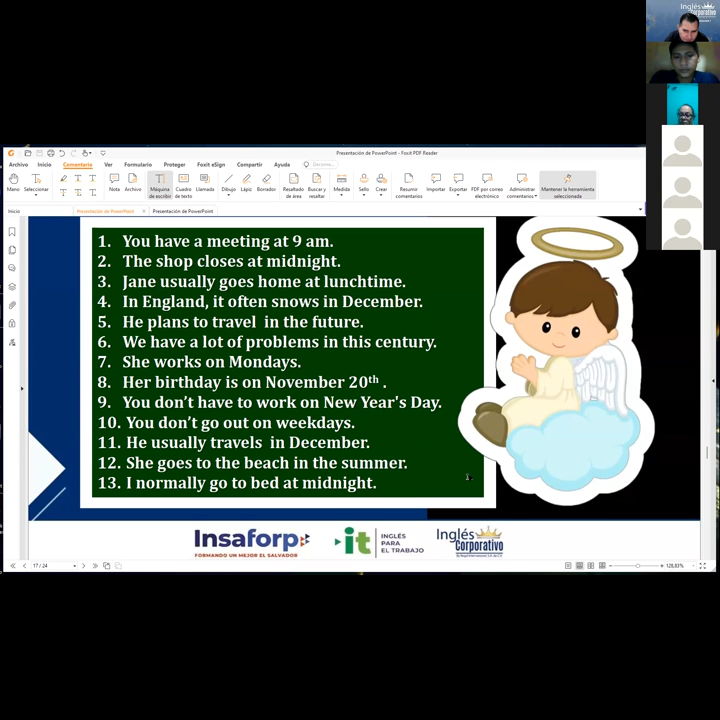 Inglés
Corporativo
Presentación de PowerPoint - Foxit PDF Reader
Archivo Inicio Comentario Ver Formulario Proteger Foxit eSign Compartir Ayuda
Mano Seleccionar Nota Archivo Máquina de escribir Cuadro de texto Llamada Dibujo Lápiz Borrador Resaltado de área Buscar y resaltar Medida Sello Crear Resumir comentarios Importar Exportar PDF por correo electrónico Administrar comentarios Mantener la herramienta seleccionada
Inicio Presentación de PowerPoint Presentación de PowerPoint
1. You have a meeting at 9 am.
2. The shop closes at midnight.
3. Jane usually goes home at lunchtime.
4. In England, it often snows in December.
5. He plans to travel in the future.
6. We have a lot of problems in this century.
7. She works on Mondays.
8. Her birthday is on November 20th .
9. You don't have to work on New Year's Day.
10. You don't go out on weekdays.
11. He usually travels in December.
12. She goes to the beach in the summer.
13. I normally go to bed at midnight.
Insaforp
FORMANDO UN MEJOR EL SALVADOR
it
INGLÉS
PARA
EL TRABAJO
Inglés
Corporativo
17 / 24
128,83%